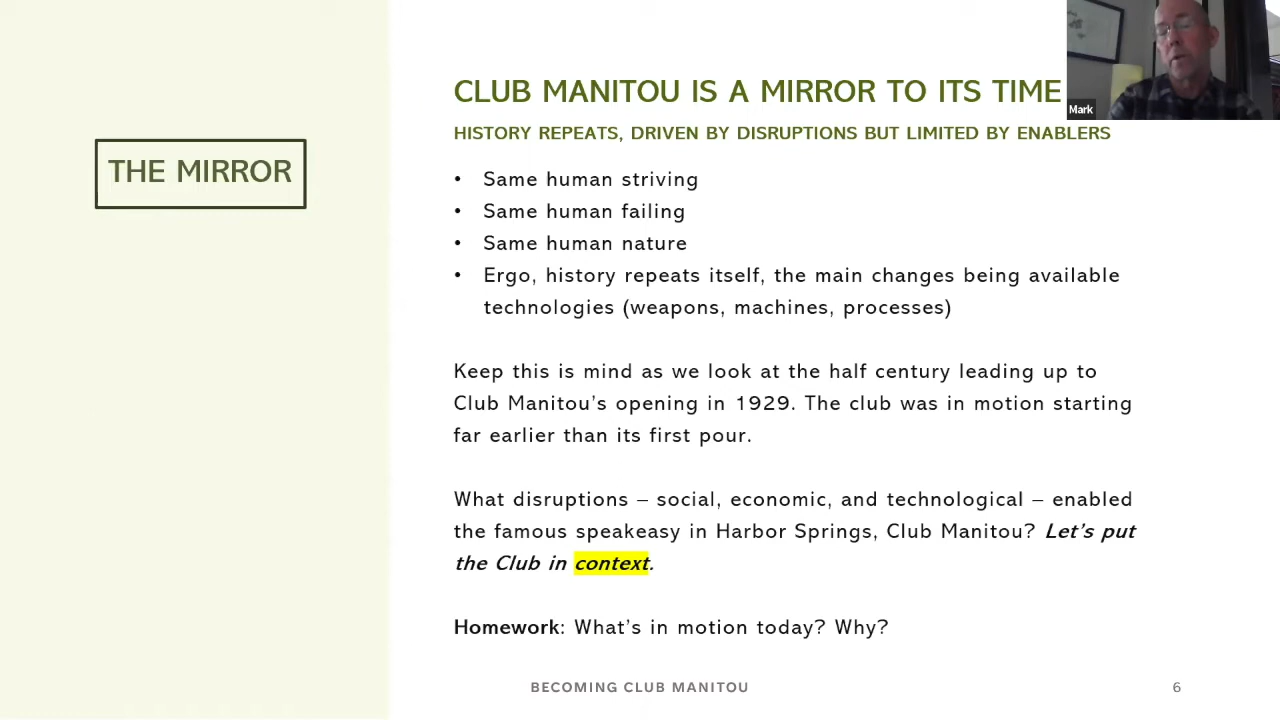 THE MIRROR
CLUB MANITOU IS A MIRROR TO ITS TIME
HISTORY REPEATS, DRIVEN BY DISRUPTIONS BUT LIMITED BY ENABLERS
• Same human striving
• Same human failing
• Same human nature
• Ergo, history repeats itself, the main changes being available
technologies (weapons, machines, processes)
Keep this is mind as we look at the half century leading up to
Club Manitou’s opening in 1929. The club was in motion starting
far earlier than its first pour.
What disruptions – social, economic, and technological – enabled
the famous speakeasy in Harbor Springs, Club Manitou? Let’s put
the Club in context.
Homework: What’s in motion today? Why?
BECOMING CLUB MANITOU
6
Mark